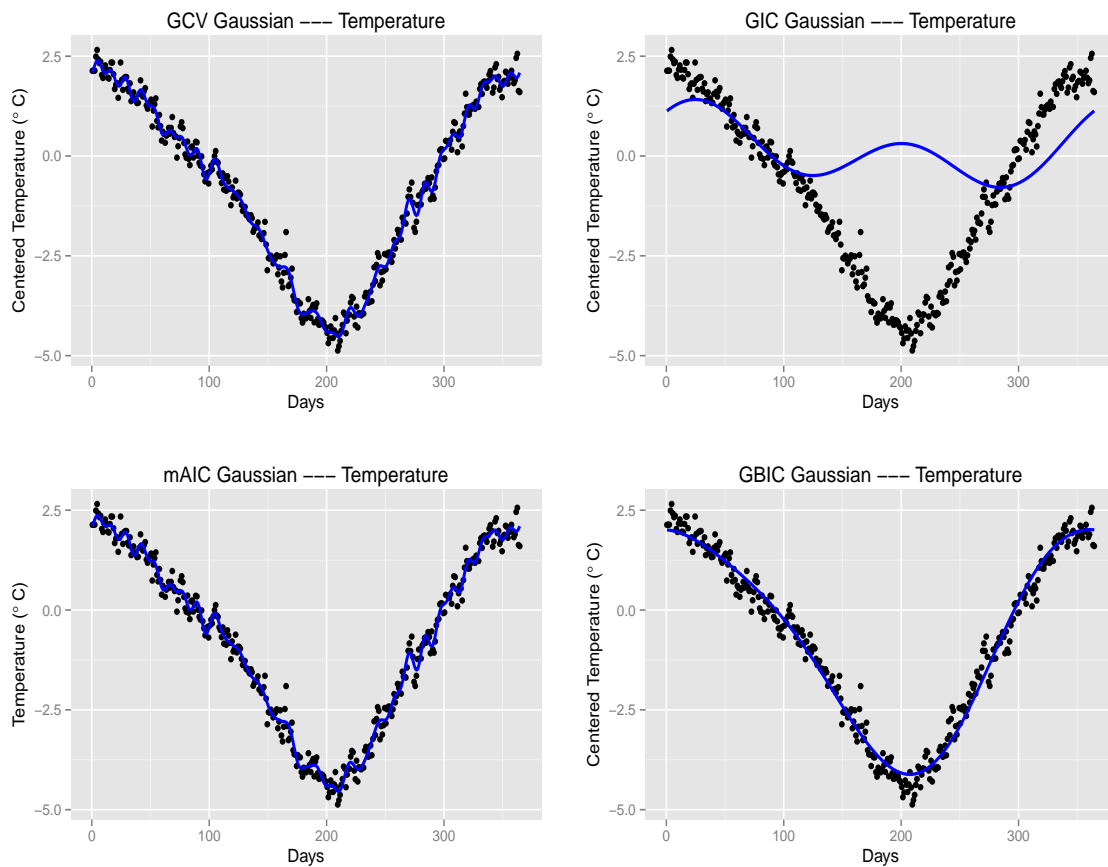 GCV Gaussian −−− Temperature
Centered Temperature (° C)
2.5
0.0
−2.5
−5.0
0
100
200
300
Days
GIC Gaussian −−− Temperature
Centered Temperature (° C)
2.5
0.0
−2.5
−5.0
0
100
200
300
Days
mAIC Gaussian −−− Temperature
Temperature (° C)
2.5
0.0
−2.5
−5.0
0
100
200
300
Days
GBIC Gaussian −−− Temperature
Centered Temperature (° C)
2.5
0.0
−2.5
−5.0
0
100
200
300
Days